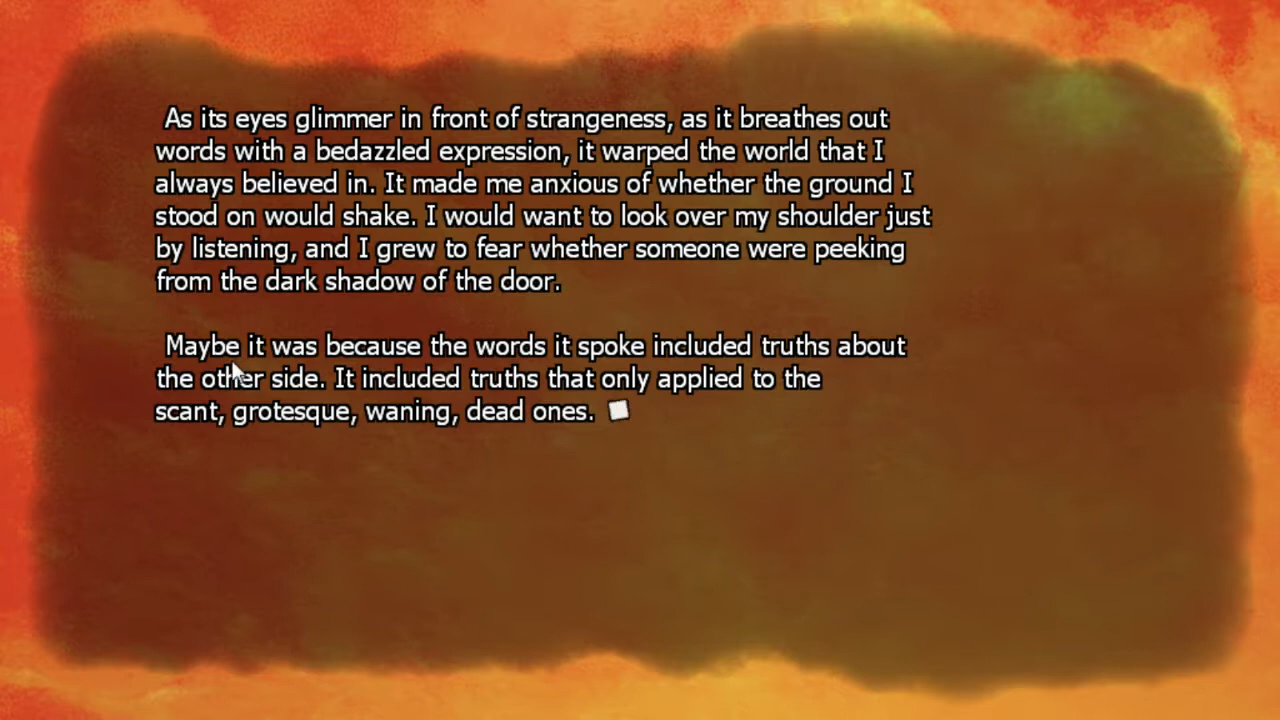 As its eyes glimmer in front of strangeness, as it breathes out
words with a bedazzled expression, it warped the world that I
always believed in. It made me anxious of whether the ground I
stood on would shake. I would want to look over my shoulder just
by listening, and I grew to fear whether someone were peeking
from the dark shadow of the door.
Maybe it was because the words it spoke included truths about
the other side. It included truths that only applied to the
scant, grotesque, waning, dead ones.